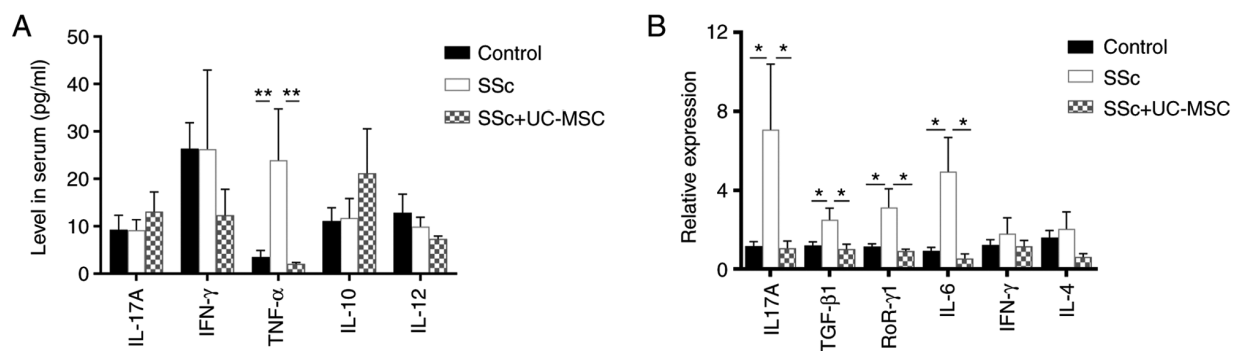 A
Level in serum (pg/ml)
50
40
30
20
10
0
** **
IL-17A
IFN-γ
TNF-α
IL-10
IL-12
Control
SSc
SSc+UC-MSC
B
Relative expression
12
8
4
0
* *
* *
* *
* *
IL17A
TGF-β1
RoR-γ1
IL-6
IFN-γ
IL-4
Control
SSc
SSc+UC-MSC